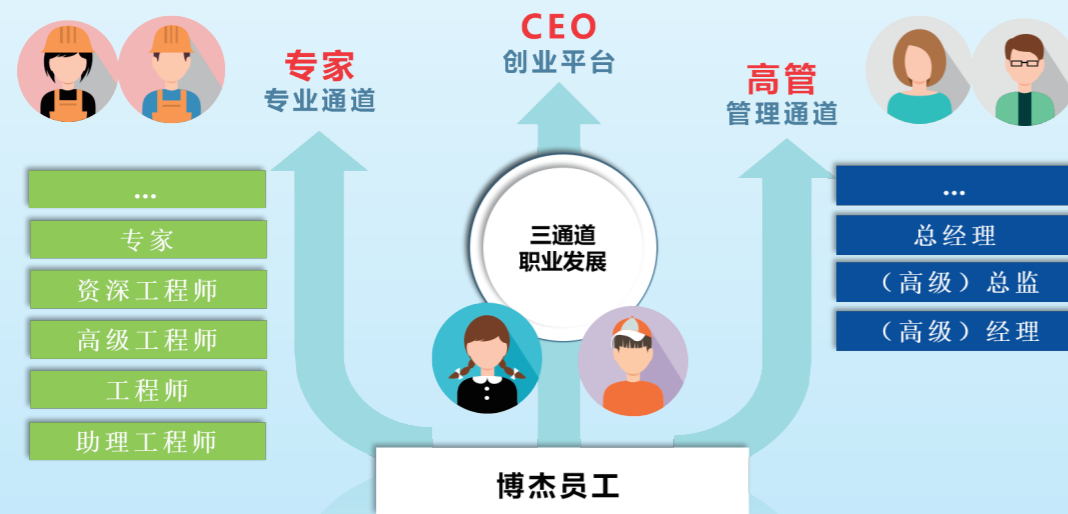 CEO
创业平台
专家
专业通道
高管
管理通道
...
专家
资深工程师
高级工程师
工程师
助理工程师
三通道
职业发展
...
总经理
（高级）总监
（高级）经理
博杰员工